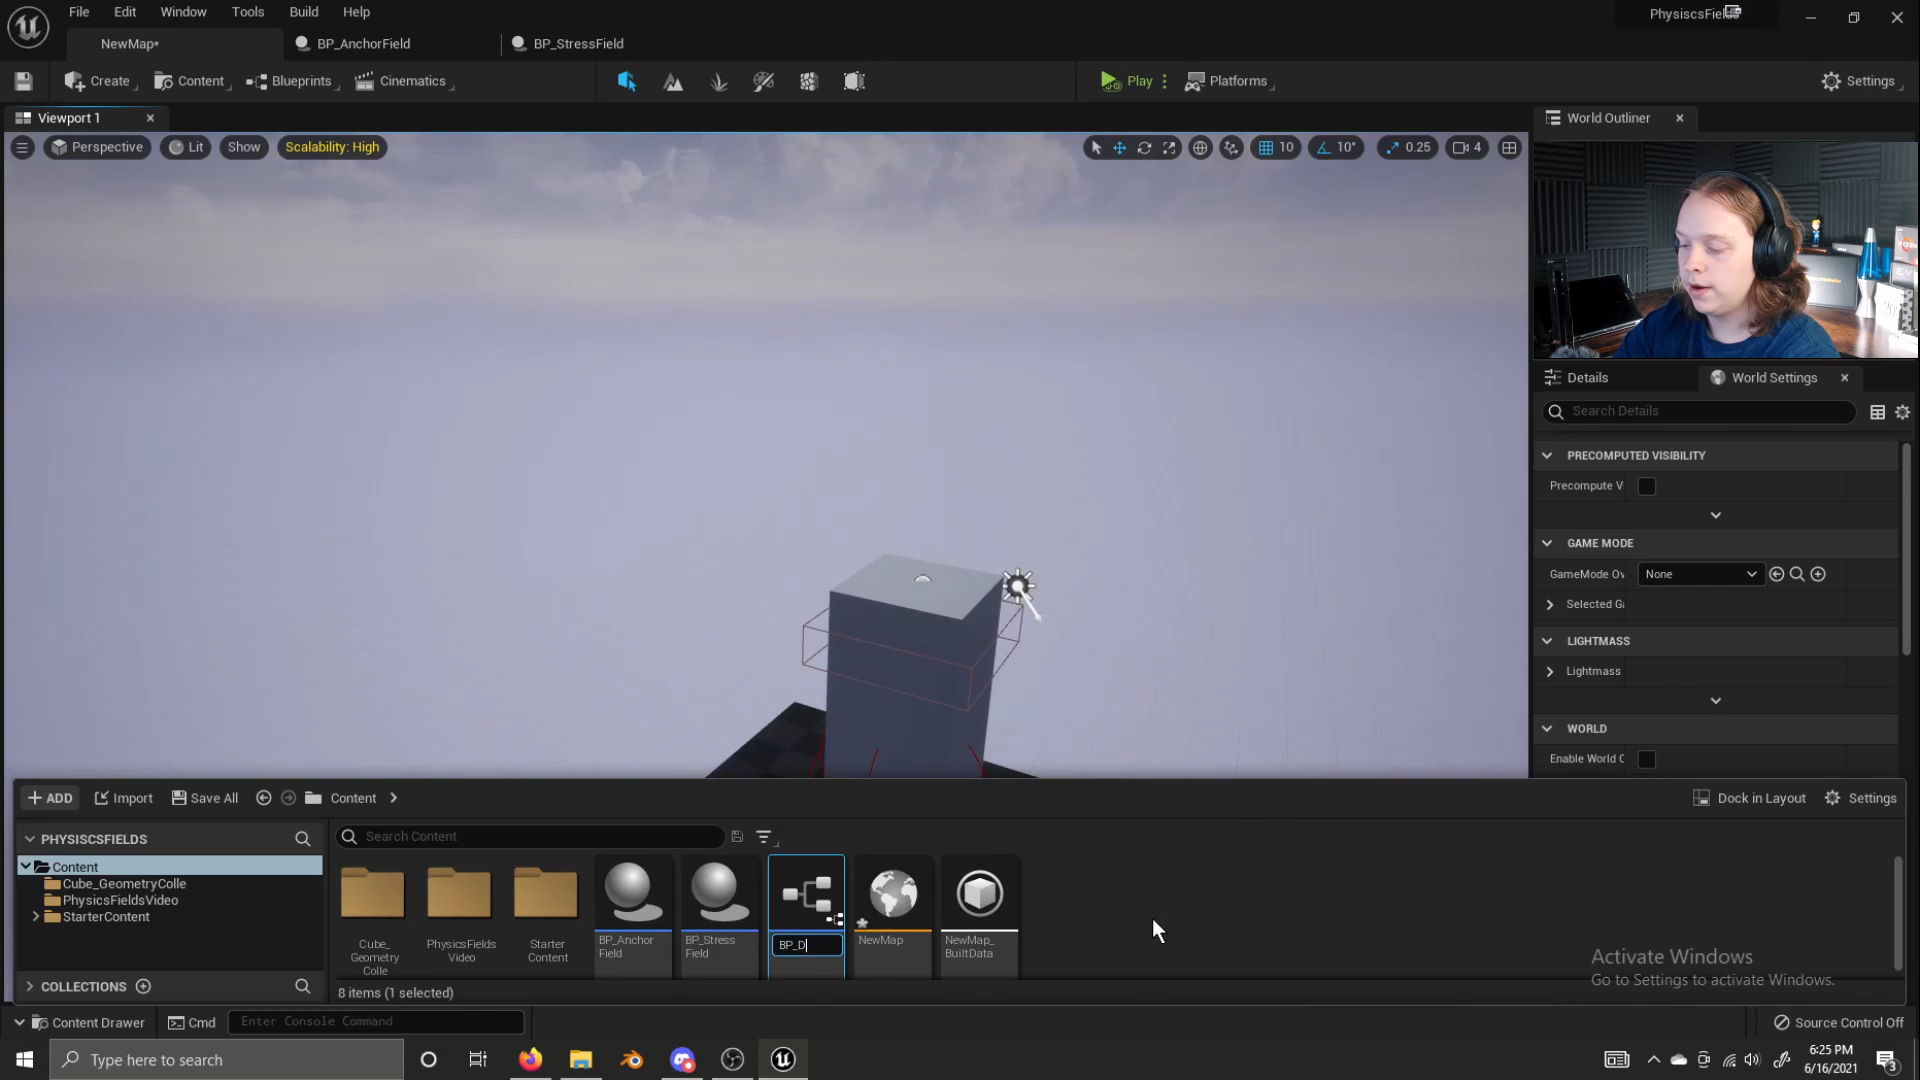 File Edit Window Tools Build Help
PhysiscsFields
NewMap*
BP_AnchorField
BP_StressField
Create
Content
Blueprints
Cinematics
Play
Platforms
Settings
Viewport 1
World Outliner
Perspective
Lit
Show
Scalability: High
10
10°
0.25
4
Details
World Settings
Search Details
PRECOMPUTED VISIBILITY
Precompute V
GAME MODE
GameMode Ov
None
Selected Ga
LIGHTMASS
Lightmass
WORLD
Enable World C
ADD
Import
Save All
Content
Dock in Layout
Settings
PHYSISCSFIELDS
Search Content
Content
Cube_GeometryColle
PhysicsFieldsVideo
StarterContent
COLLECTIONS
Cube_
Geometry
Colle
PhysicsFields
Video
Starter
Content
BP_Anchor
Field
BP_Stress
Field
BP_D
NewMap
NewMap_
BuiltData
8 items (1 selected)
Activate Windows
Go to Settings to activate Windows.
Content Drawer
Cmd
Enter Console Command
Source Control Off
Type here to search
6:25 PM
6/16/2021
3